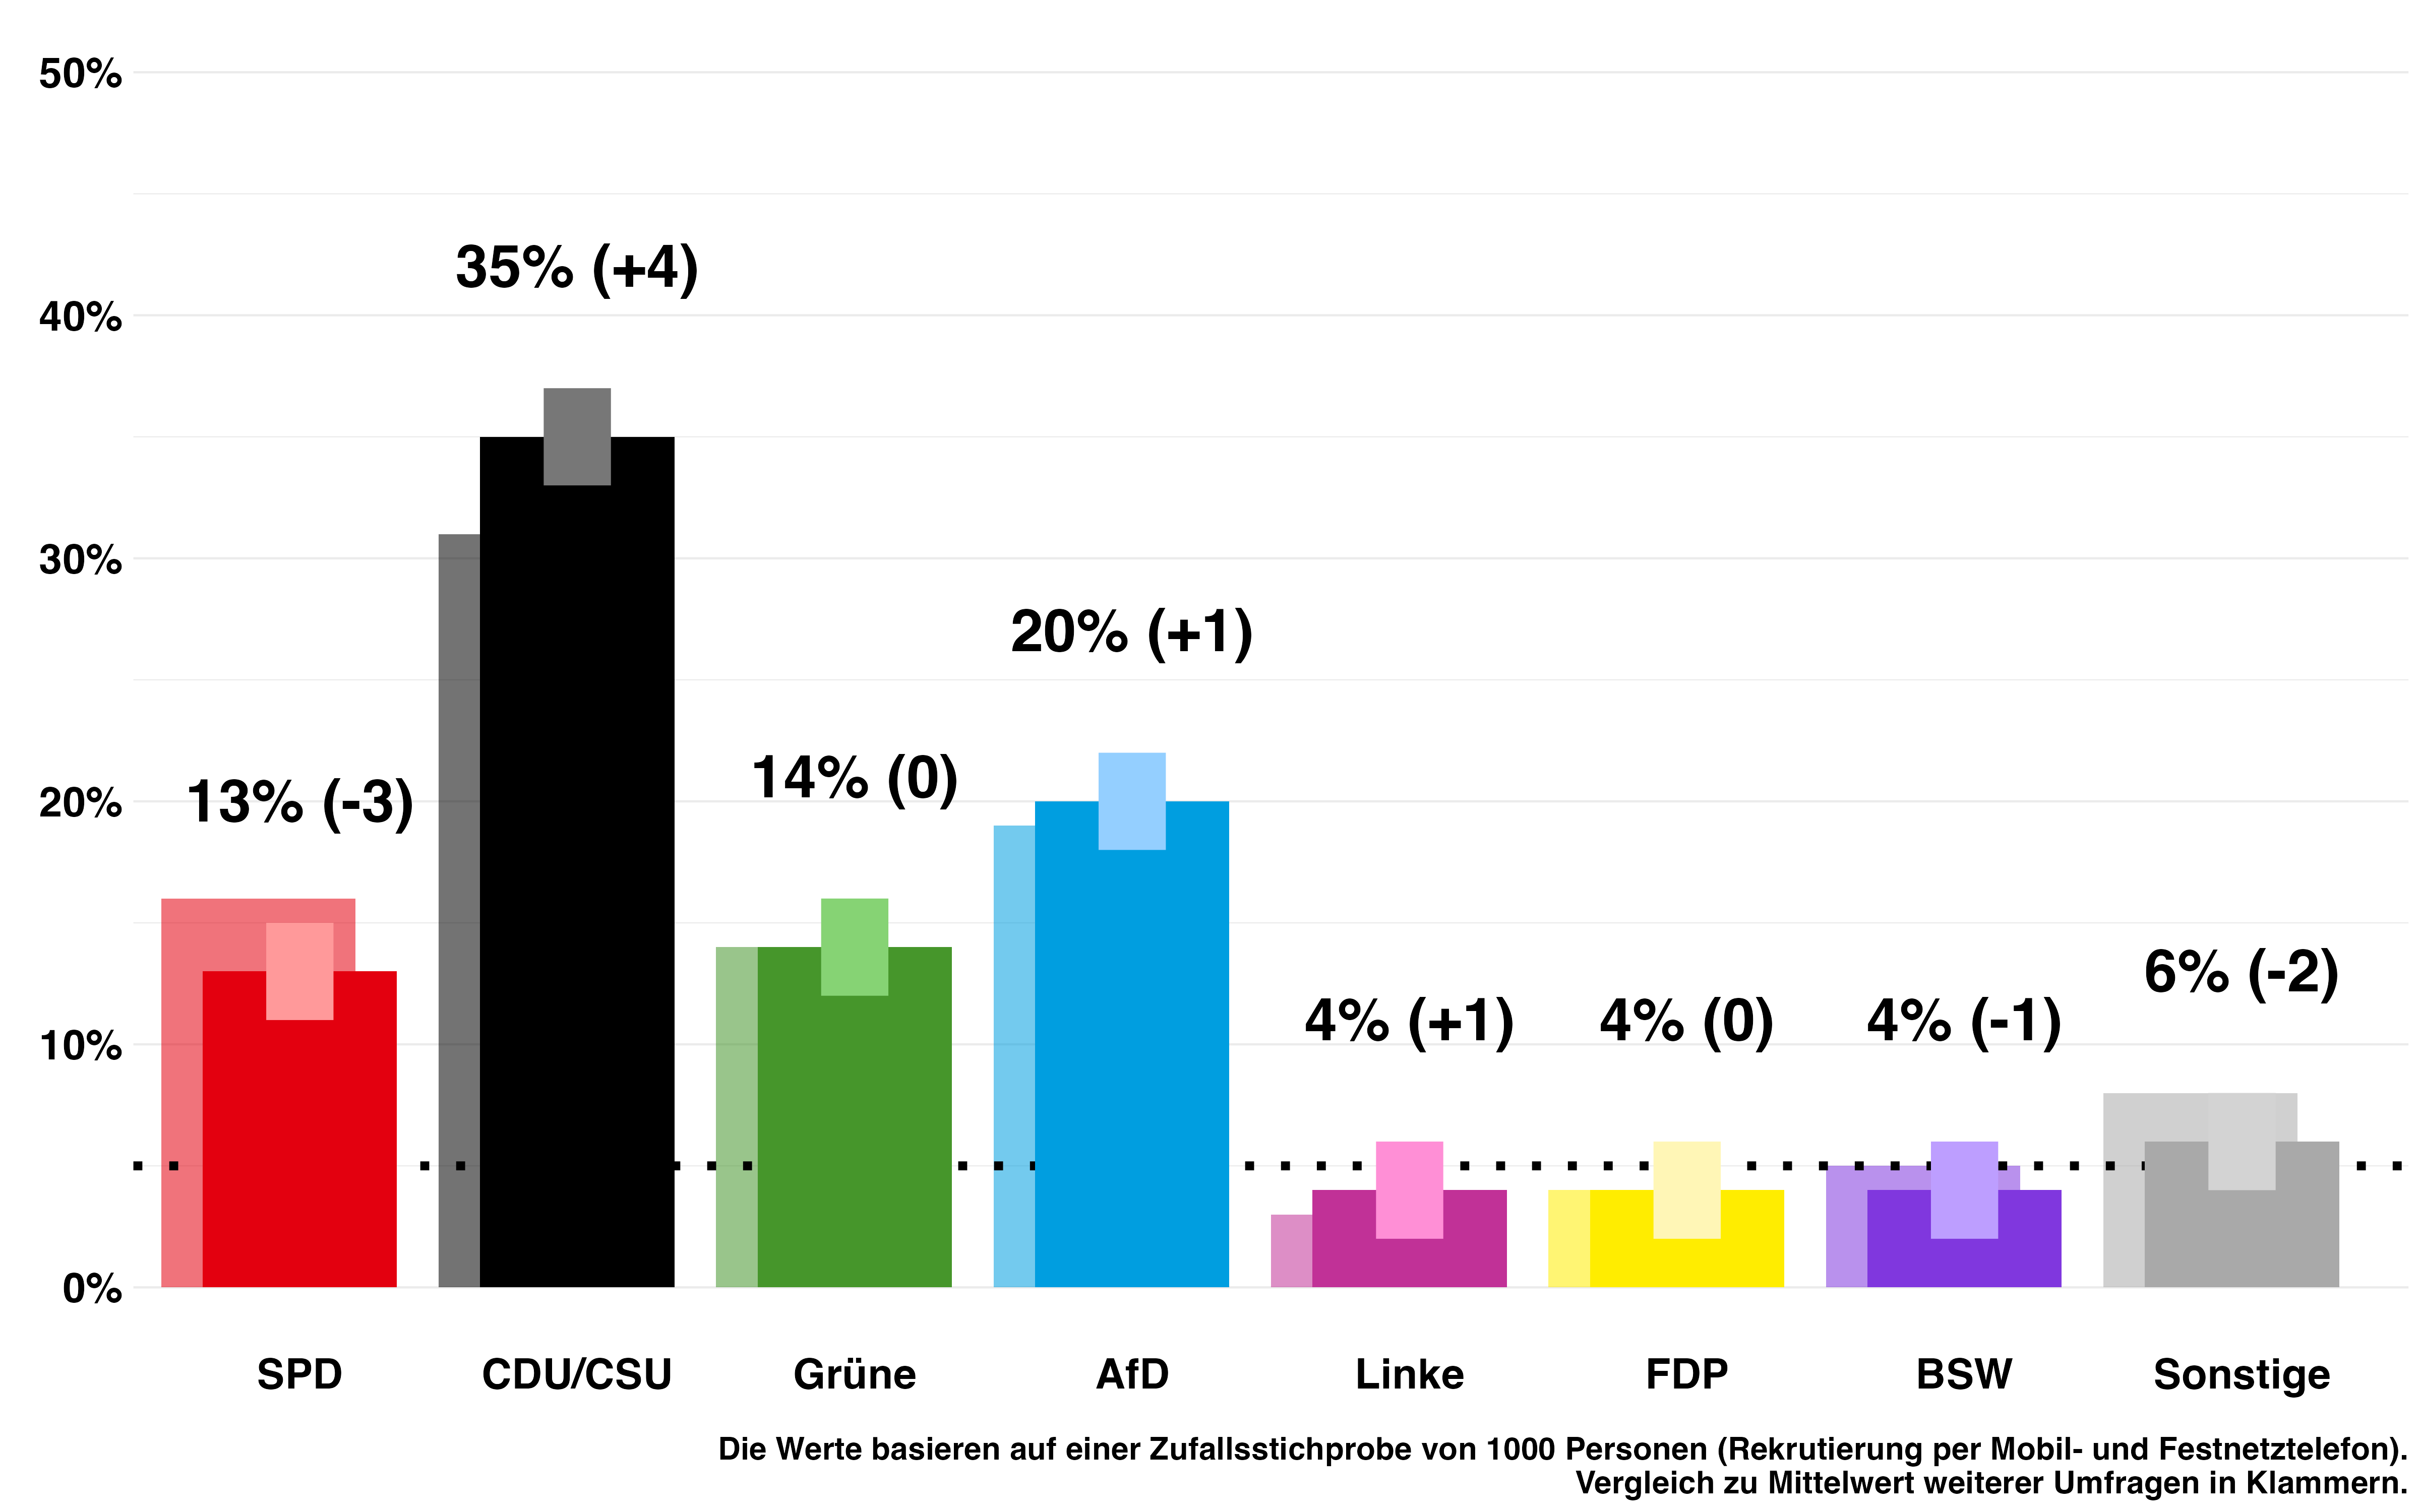 50%
40%
30%
20%
10%
0%
13% (-3)
35% (+4)
14% (0)
20% (+1)
4% (+1)
4% (0)
4% (-1)
6% (-2)
SPD
CDU/CSU
Grüne
AfD
Linke
FDP
BSW
Sonstige
Die Werte basieren auf einer Zufallsstichprobe von 1000 Personen (Rekrutierung per Mobil- und Festnetztelefon).
Vergleich zu Mittelwert weiterer Umfragen in Klammern.